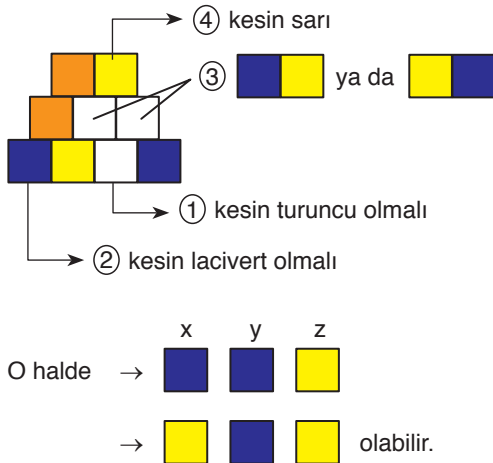 ④ kesin sarı
③ ya da
① kesin turuncu olmalı
② kesin lacivert olmalı
x y z
O halde →
→ olabilir.